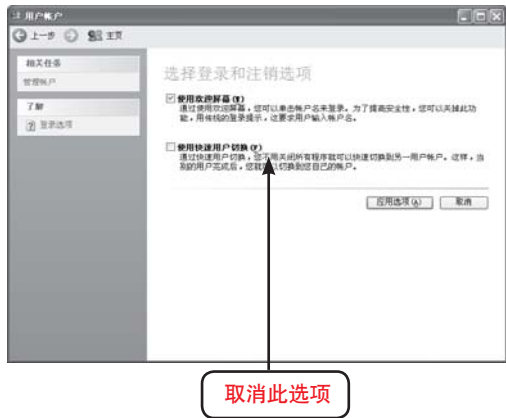 用户帐户
上一步 主页
相关任务
管理帐户
了解
登录选项
选择登录和注销选项
使用欢迎屏幕(T)
通过使用欢迎屏幕，您可以单击帐户名来登录。为了提高安全性，您可以关掉此功
能，用传统的登录提示，这要求用户输入帐户名。
使用快速用户切换(F)
通过快速用户切换，您不用关闭所有程序就可以快速切换到另一用户帐户。这样，当
别的用户完成后，您就可以切换到您自己的帐户。
应用选项(A) 取消
取消此选项